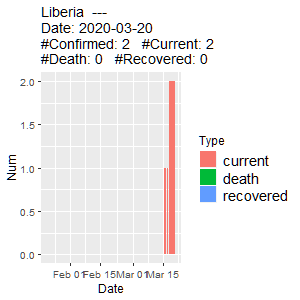 Liberia  ---
Date: 2020-03-20
#Confirmed: 2   #Current: 2
#Death: 0   #Recovered: 0
2.0
1.5
1.0
0.5
0.0
Num
Feb 01 Feb 15 Mar 01 Mar 15
Date
Type
current
death
recovered